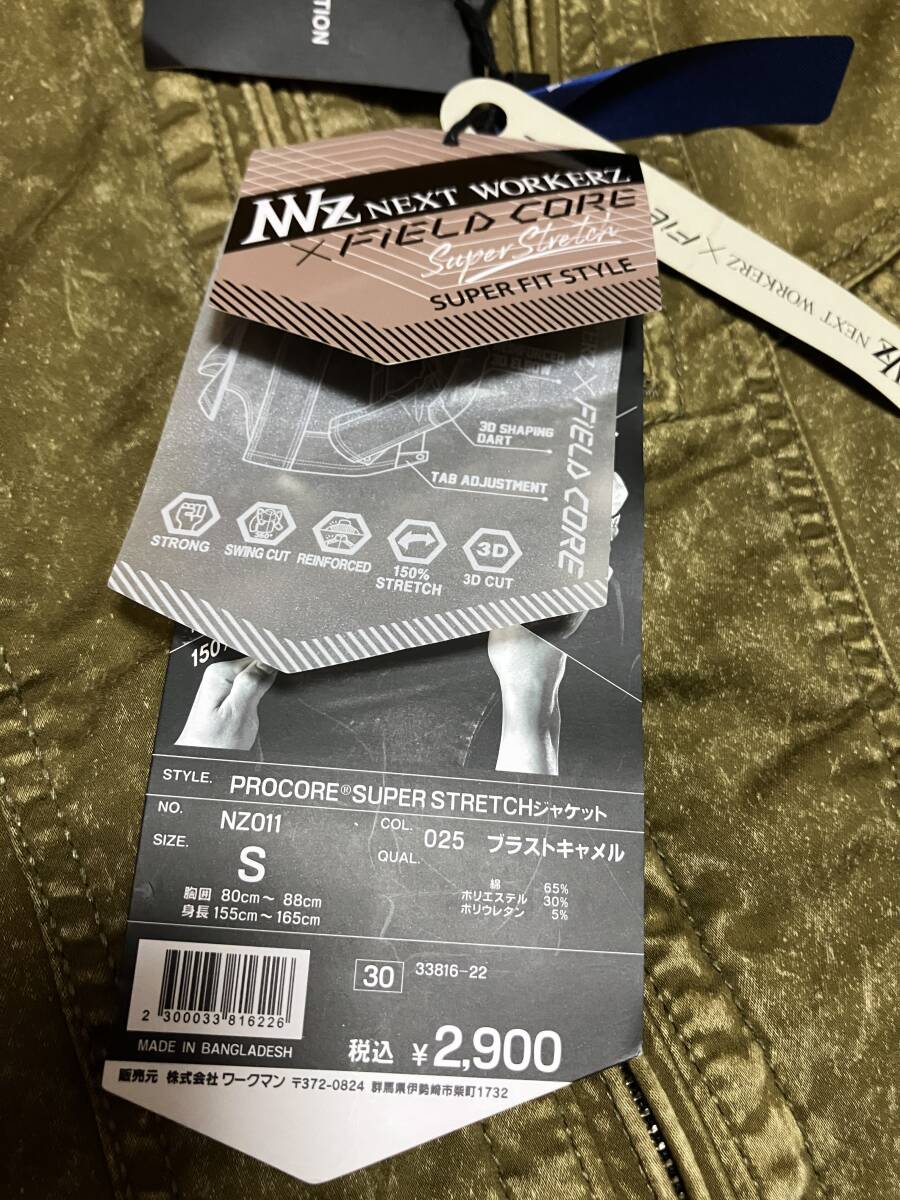 TION
NWZ NEXT WORKERZ
× FIELD CORE
Super Stretch
SUPER FIT STYLE
NWZ NEXT WORKERZ × FIE
3D ELBOW
× FIELD CORE
3D SHAPING
DART
TAB ADJUSTMENT
STRONG
360°
SWING CUT
REINFORCED
150%
STRETCH
3D
3D CUT
150%
STYLE. PROCORE®SUPER STRETCHジャケット
NO. NZ011
COL. 025 ブラストキャメル
SIZE. S
QUAL.
綿 65%
ポリエステル 30%
ポリウレタン 5%
胸囲 80cm～ 88cm
身長 155cm～165cm
30 33816-22
2 300033 816226
MADE IN BANGLADESH
税込 ¥2,900
販売元 株式会社 ワークマン 〒372-0824 群馬県伊勢崎市柴町1732